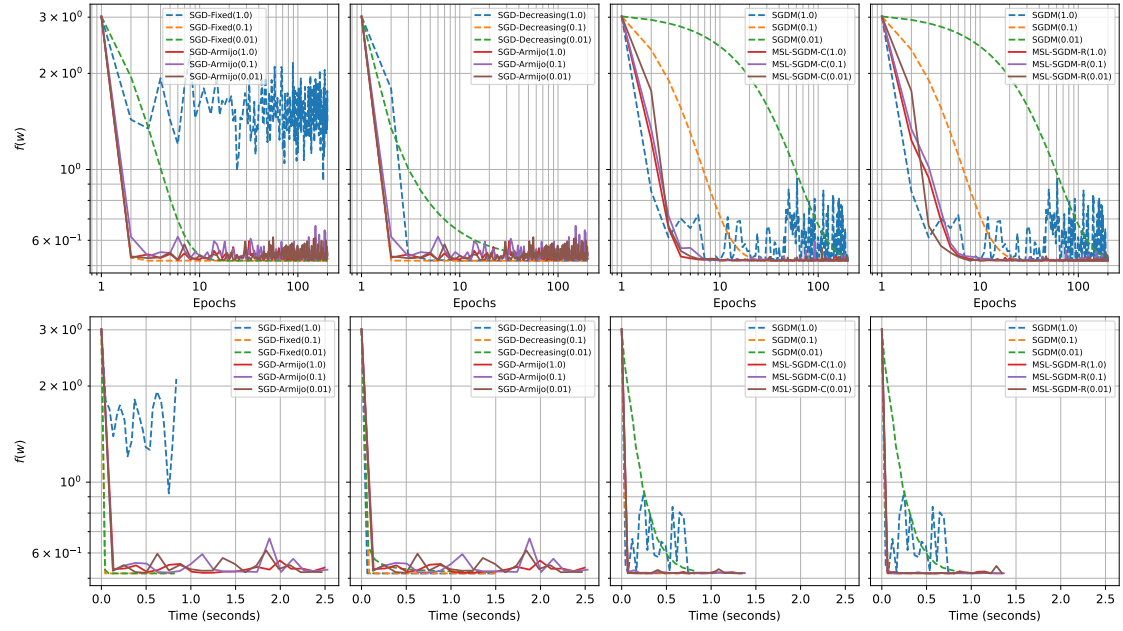 3 × 10⁰
2 × 10⁰
10⁰
6 × 10⁻¹
f(w)
SGD-Fixed(1.0)
SGD-Fixed(0.1)
SGD-Fixed(0.01)
SGD-Armijo(1.0)
SGD-Armijo(0.1)
SGD-Armijo(0.01)
1 10 100
Epochs
SGD-Decreasing(1.0)
SGD-Decreasing(0.1)
SGD-Decreasing(0.01)
SGD-Armijo(1.0)
SGD-Armijo(0.1)
SGD-Armijo(0.01)
1 10 100
Epochs
SGDM(1.0)
SGDM(0.1)
SGDM(0.01)
MSL-SGDM-C(1.0)
MSL-SGDM-C(0.1)
MSL-SGDM-C(0.01)
1 10 100
Epochs
SGDM(1.0)
SGDM(0.1)
SGDM(0.01)
MSL-SGDM-R(1.0)
MSL-SGDM-R(0.1)
MSL-SGDM-R(0.01)
1 10 100
Epochs
3 × 10⁰
2 × 10⁰
10⁰
6 × 10⁻¹
f(w)
SGD-Fixed(1.0)
SGD-Fixed(0.1)
SGD-Fixed(0.01)
SGD-Armijo(1.0)
SGD-Armijo(0.1)
SGD-Armijo(0.01)
0.0 0.5 1.0 1.5 2.0 2.5
Time (seconds)
SGD-Decreasing(1.0)
SGD-Decreasing(0.1)
SGD-Decreasing(0.01)
SGD-Armijo(1.0)
SGD-Armijo(0.1)
SGD-Armijo(0.01)
0.0 0.5 1.0 1.5 2.0 2.5
Time (seconds)
SGDM(1.0)
SGDM(0.1)
SGDM(0.01)
MSL-SGDM-C(1.0)
MSL-SGDM-C(0.1)
MSL-SGDM-C(0.01)
0.0 0.5 1.0 1.5 2.0 2.5
Time (seconds)
SGDM(1.0)
SGDM(0.1)
SGDM(0.01)
MSL-SGDM-R(1.0)
MSL-SGDM-R(0.1)
MSL-SGDM-R(0.01)
0.0 0.5 1.0 1.5 2.0 2.5
Time (seconds)